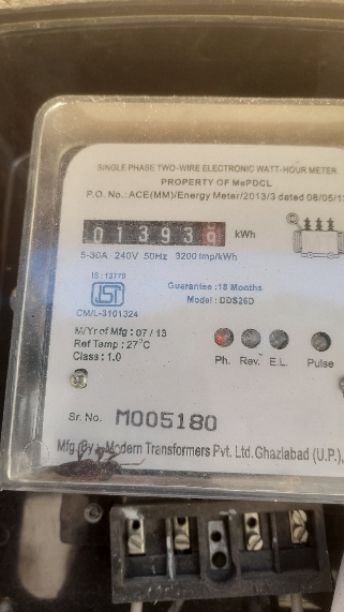 SINGLE PHASE TWO-WIRE ELECTRONIC WATT-HOUR METER
PROPERTY OF MePDCL
P.O. No.: ACE(MM)/Energy Meter/2013/3 dated 08/05/
01393 kWh
5-30A 240V 50Hz 3200 imp/kWh
IS : 13779
ISI
CM/L-3101324
Guarantee : 18 Months
Model : DDS26D
M/Yr of Mfg : 07 / 13
Ref Temp : 27°C
Class : 1.0
Ph. Rev. E.L. Pulse
Sr. No. M005180
Mfg. By : Modern Transformers Pvt. Ltd. Ghaziabad (U.P.),